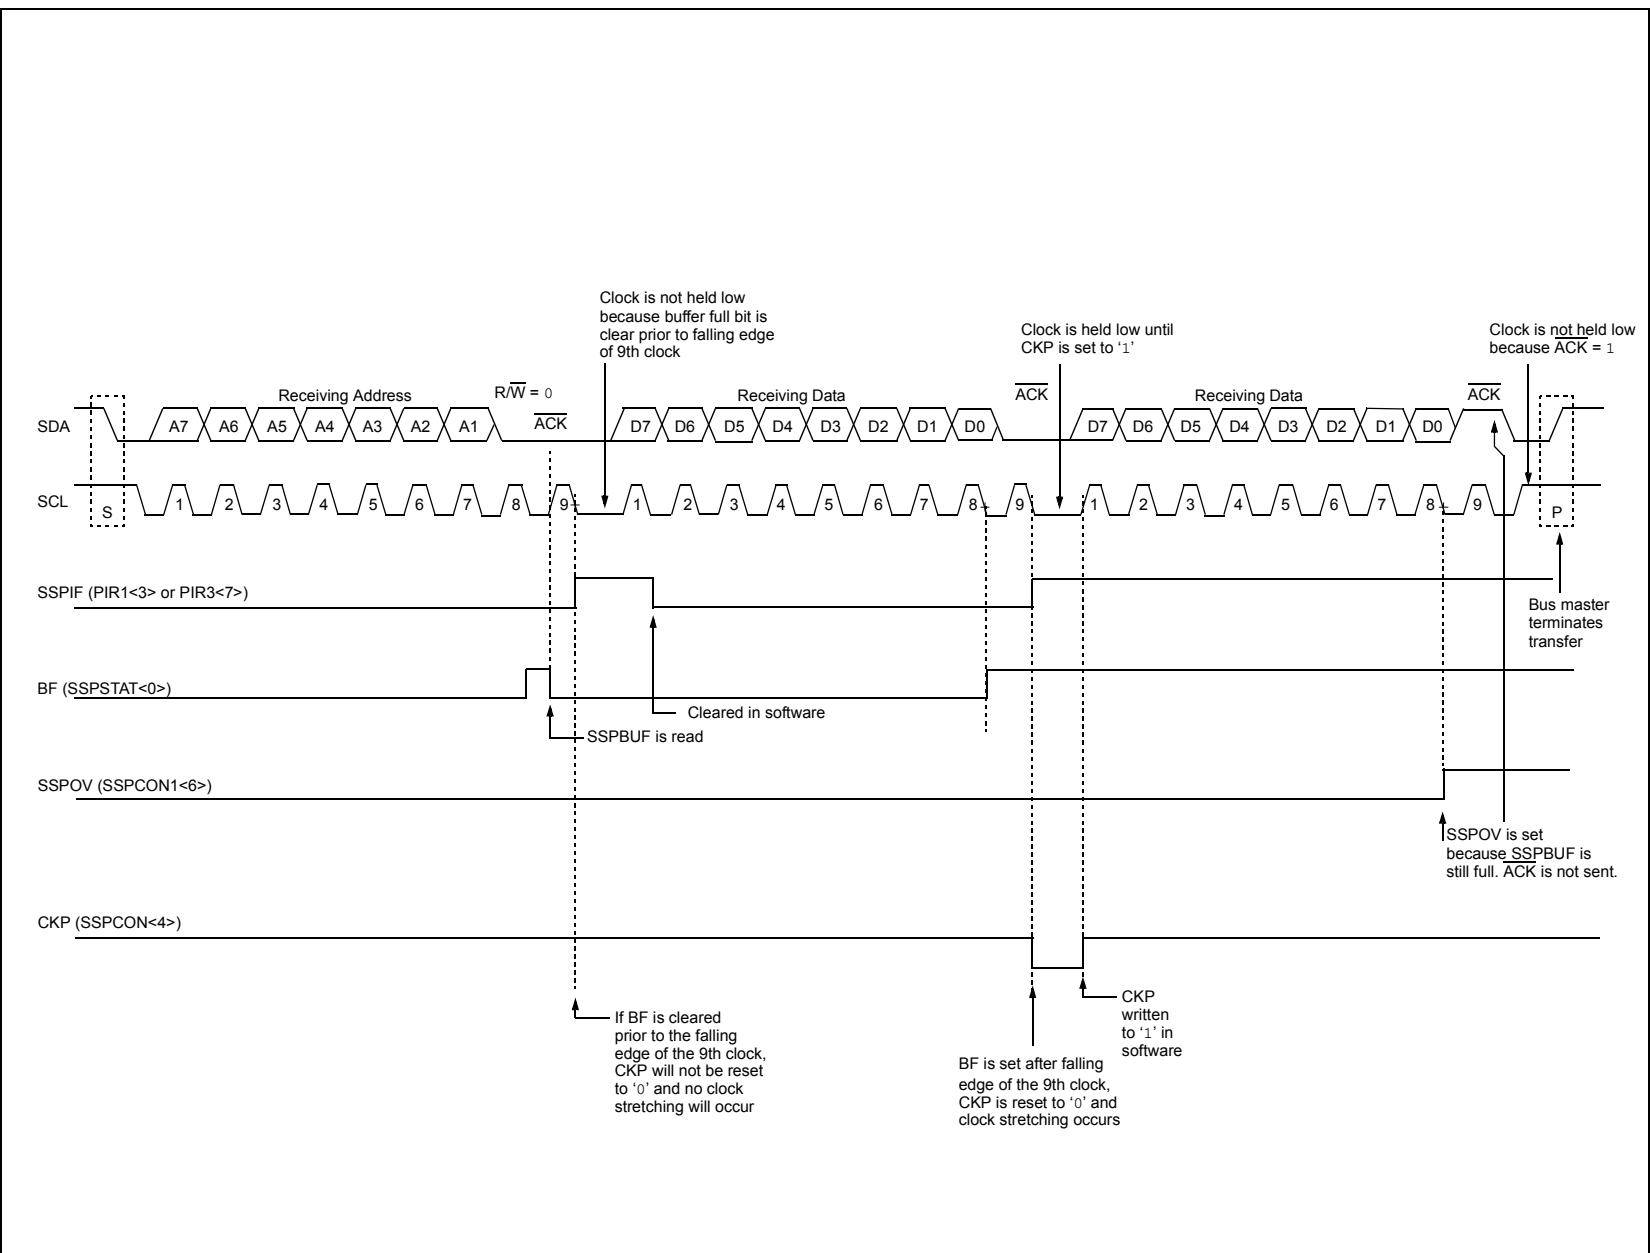 Clock is not held low
because buffer full bit is
clear prior to falling edge
of 9th clock
Clock is held low until
CKP is set to ‘1’
Clock is not held low
because ACK = 1
Receiving Address
R/W = 0
ACK
Receiving Data
ACK
Receiving Data
ACK
SDA
A7 A6 A5 A4 A3 A2 A1
D7 D6 D5 D4 D3 D2 D1 D0
D7 D6 D5 D4 D3 D2 D1 D0
SCL
S
1 2 3 4 5 6 7 8 9
1 2 3 4 5 6 7 8 9
1 2 3 4 5 6 7 8 9
P
SSPIF (PIR1<3> or PIR3<7>)
Bus master
terminates
transfer
BF (SSPSTAT<0>)
Cleared in software
SSPBUF is read
SSPOV (SSPCON1<6>)
SSPOV is set
because SSPBUF is
still full. ACK is not sent.
CKP (SSPCON<4>)
If BF is cleared
prior to the falling
edge of the 9th clock,
CKP will not be reset
to ‘0’ and no clock
stretching will occur
BF is set after falling
edge of the 9th clock,
CKP is reset to ‘0’ and
clock stretching occurs
CKP
written
to ‘1’ in
software